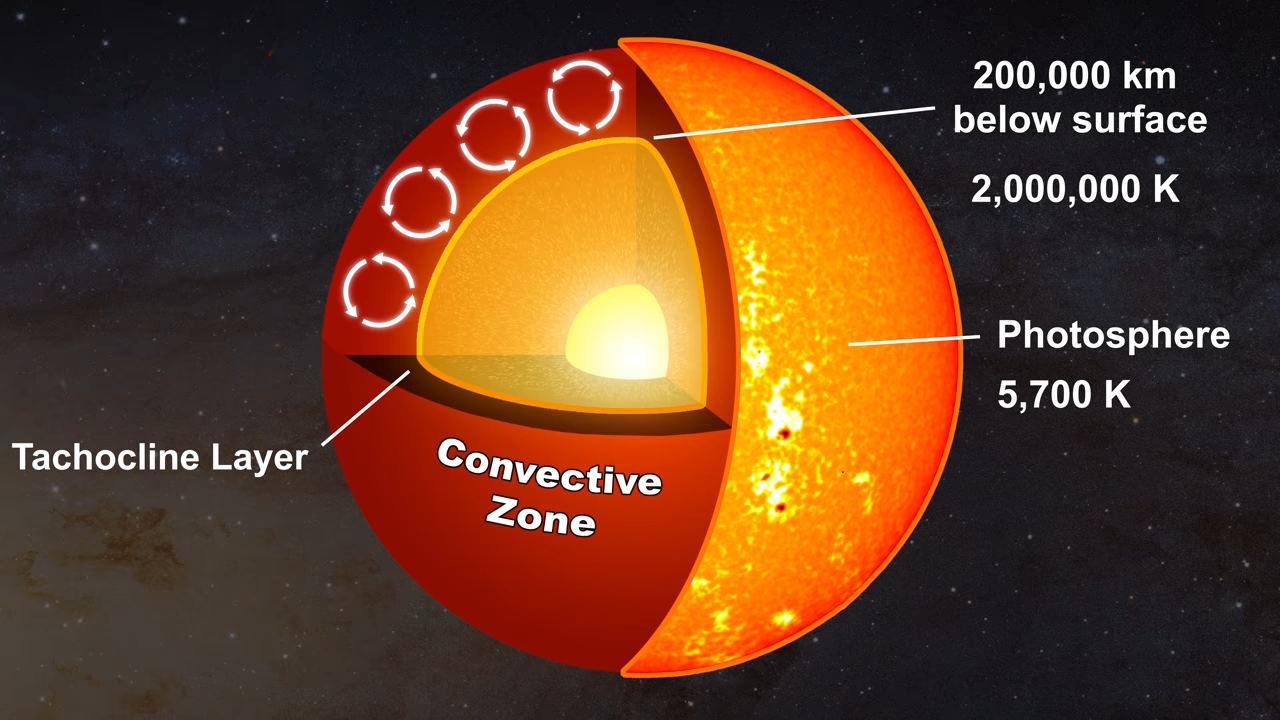 200,000 km
below surface
2,000,000 K
Photosphere
5,700 K
Tachocline Layer
Convective
Zone